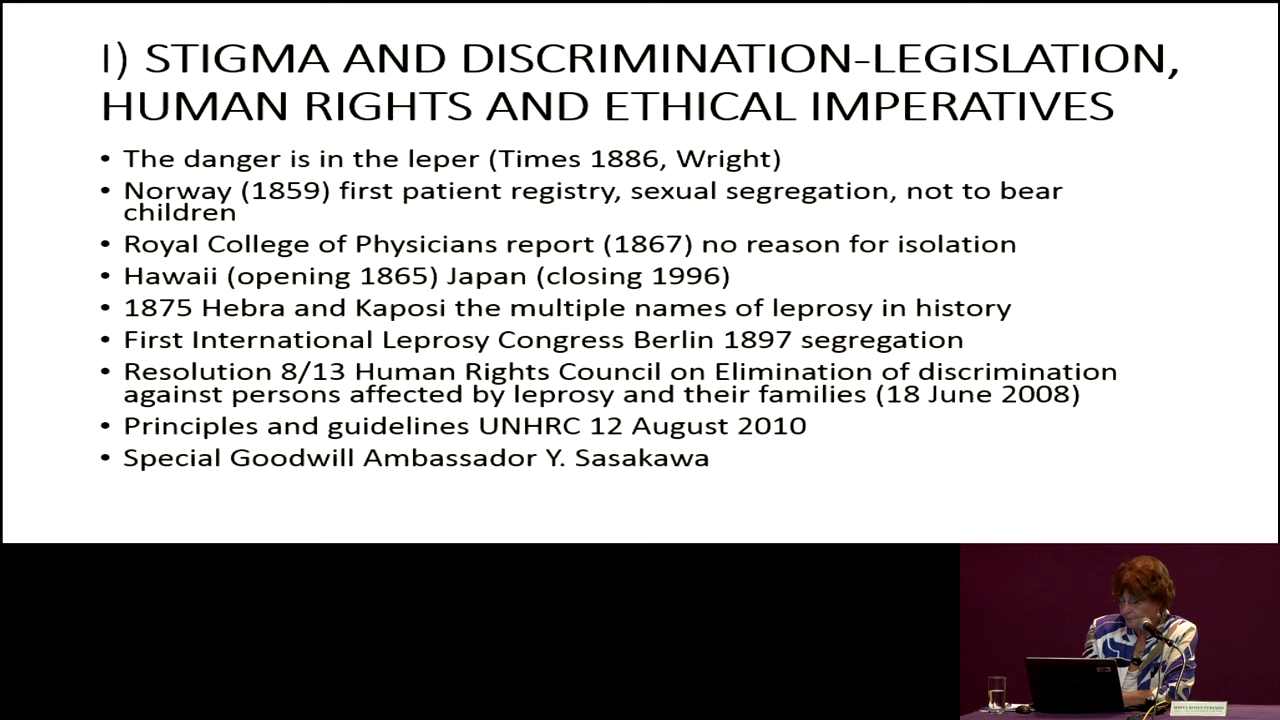 I) STIGMA AND DISCRIMINATION-LEGISLATION,
HUMAN RIGHTS AND ETHICAL IMPERATIVES
• The danger is in the leper (Times 1886, Wright)
• Norway (1859) first patient registry, sexual segregation, not to bear
children
• Royal College of Physicians report (1867) no reason for isolation
• Hawaii (opening 1865) Japan (closing 1996)
• 1875 Hebra and Kaposi the multiple names of leprosy in history
• First International Leprosy Congress Berlin 1897 segregation
• Resolution 8/13 Human Rights Council on Elimination of discrimination
against persons affected by leprosy and their families (18 June 2008)
• Principles and guidelines UNHRC 12 August 2010
• Special Goodwill Ambassador Y. Sasakawa